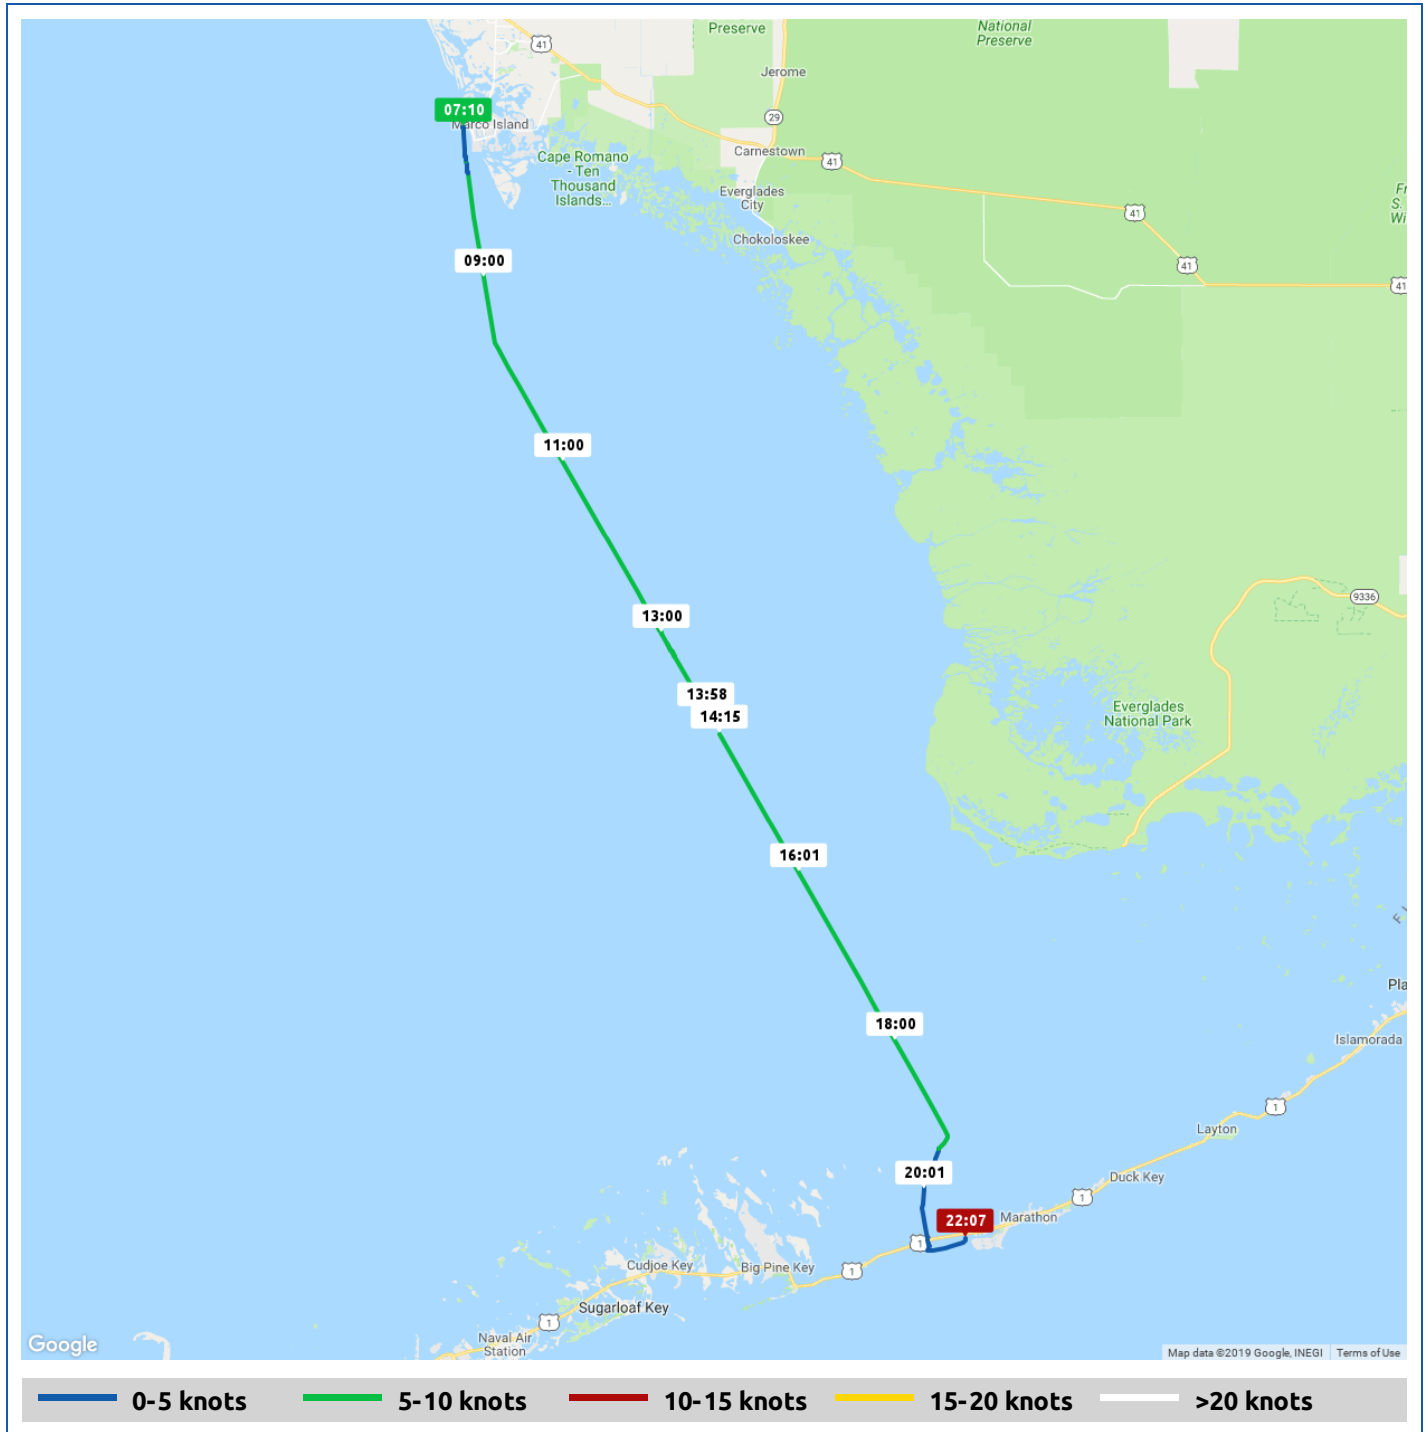 Preserve
National
Preserve
41
Jerome
07:10
Marco Island
29
Carnestown
41
Cape Romano
- Ten
Thousand
Islands...
Everglades
City
41
Chokoloskee
09:00
41
41
11:00
9336
13:00
13:58
14:15
Everglades
National Park
16:01
18:00
Islamorada
1
Layton
20:01
Duck Key
1
22:07
Marathon
1
Cudjoe Key
Big Pine Key
1
Sugarloaf Key
1
Naval Air
Station
Google
Map data ©2019 Google, INEGI
Terms of Use
0-5 knots
5-10 knots
10-15 knots
15-20 knots
>20 knots